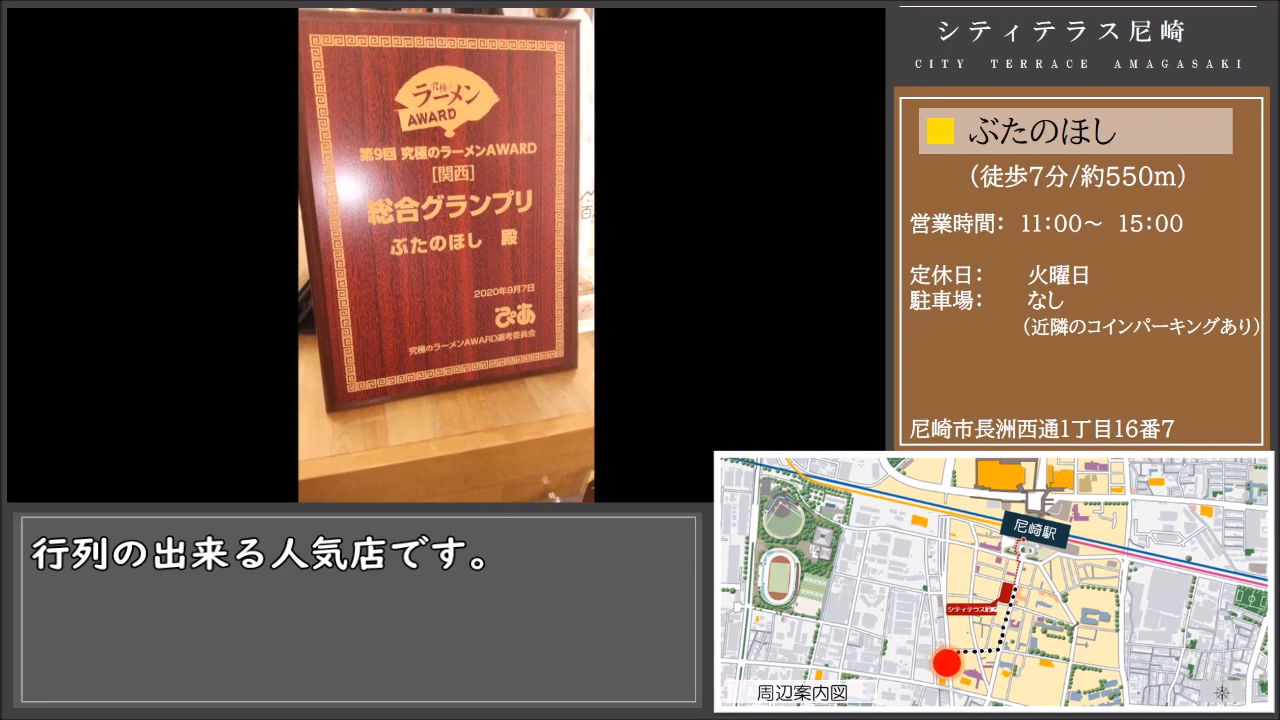 究極の
ラーメン
AWARD
第9回 究極のラーメンAWARD
[関西]
総合グランプリ
ぶたのほし 殿
2020年9月7日
ぴあ
究極のラーメンAWARD選考委員会
シティテラス尼崎
CITY TERRACE AMAGASAKI
ぶたのほし
(徒歩7分/約550m)
営業時間: 11:00〜 15:00
定休日: 火曜日
駐車場: なし
(近隣のコインパーキングあり)
尼崎市長洲西通1丁目16番7
行列の出来る人気店です。
尼崎駅
シティテラス尼崎
周辺案内図